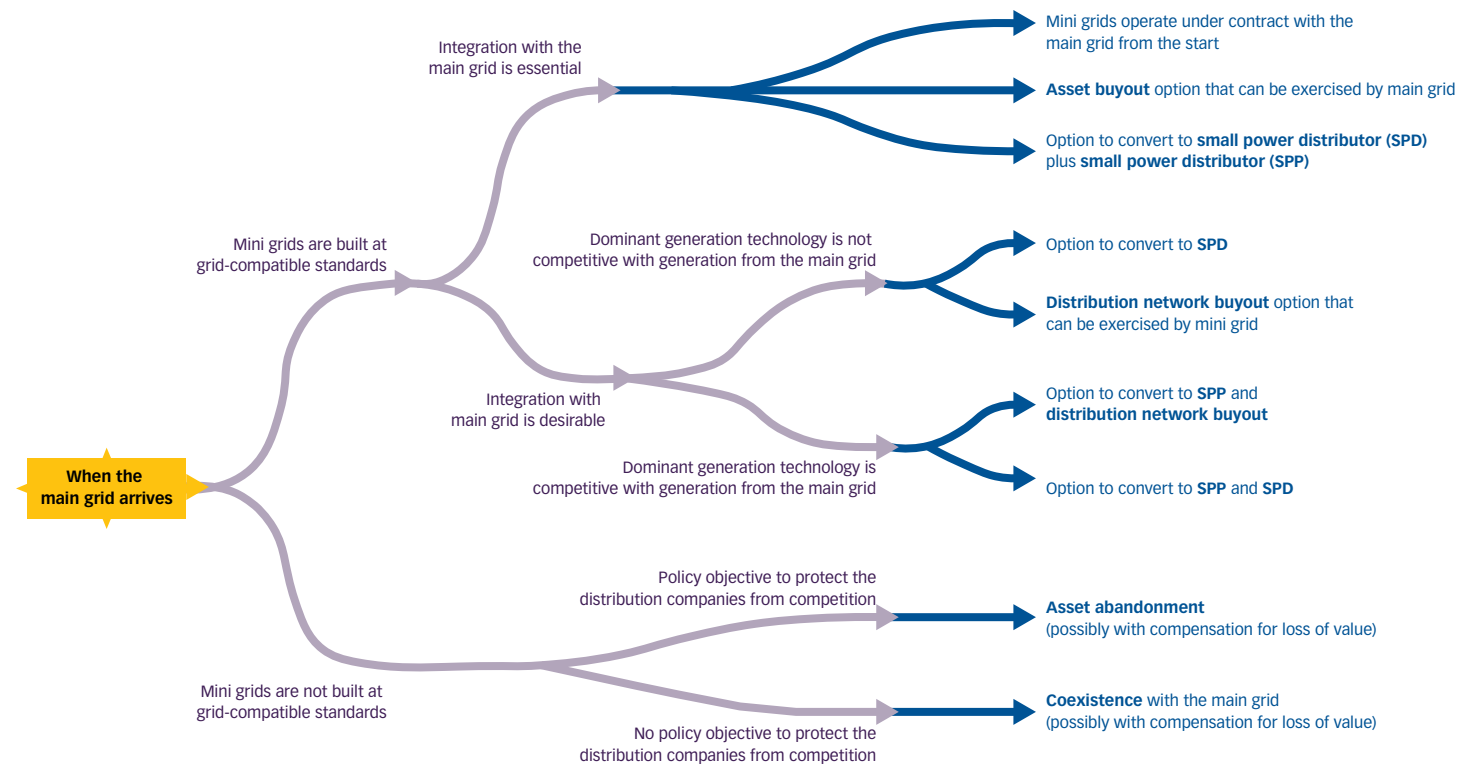 Mini grids operate under contract with the
main grid from the start
Integration with the
main grid is essential
Asset buyout option that can be exercised by main grid
Option to convert to small power distributor (SPD)
plus small power distributor (SPP)
Mini grids are built at
grid-compatible standards
Dominant generation technology is not
competitive with generation from the main grid
Option to convert to SPD
Distribution network buyout option that
can be exercised by mini grid
Integration with
main grid is desirable
Option to convert to SPP and
distribution network buyout
When the
main grid arrives
Dominant generation technology is
competitive with generation from the main grid
Option to convert to SPP and SPD
Policy objective to protect the
distribution companies from competition
Asset abandonment
(possibly with compensation for loss of value)
Mini grids are not built at
grid-compatible standards
Coexistence with the main grid
(possibly with compensation for loss of value)
No policy objective to protect the
distribution companies from competition